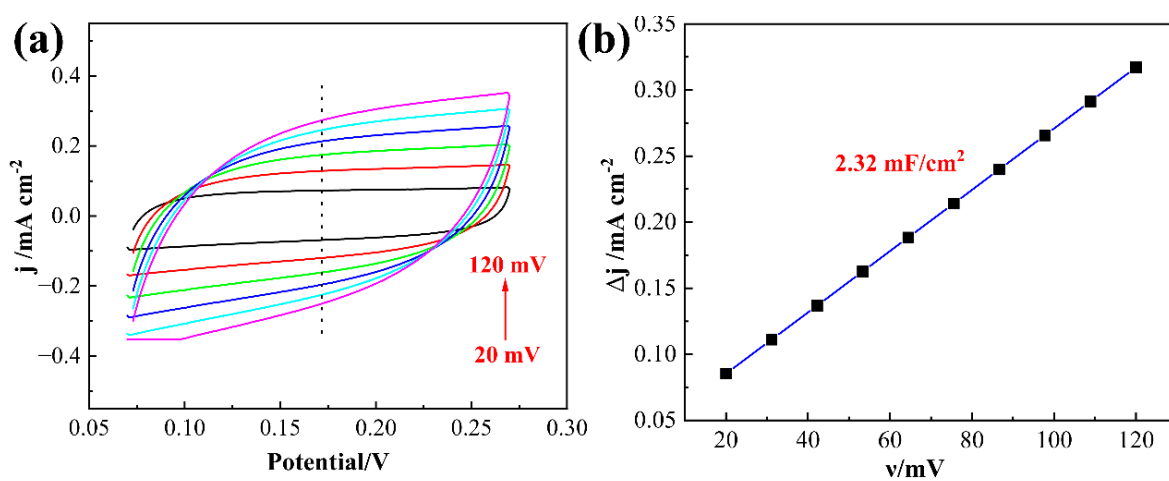 (a)
j /mA cm⁻²
0.4
0.2
0.0
−0.2
−0.4
120 mV
20 mV
0.05 0.10 0.15 0.20 0.25 0.30
Potential/V
(b)
Δj /mA cm⁻²
0.35
0.30
0.25
0.20
0.15
0.10
0.05
2.32 mF/cm²
20 40 60 80 100 120
ν/mV